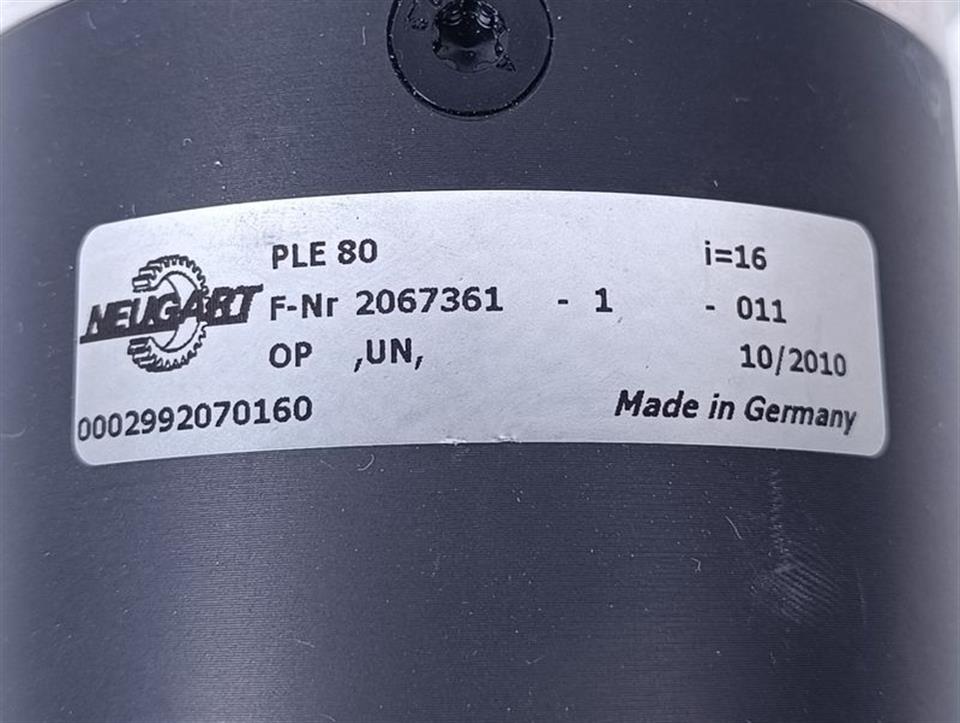 PLE 80 i=16
NEUGART
F-Nr 2067361 - 1 - 011
OP ,UN, 10/2010
0002992070160 Made in Germany